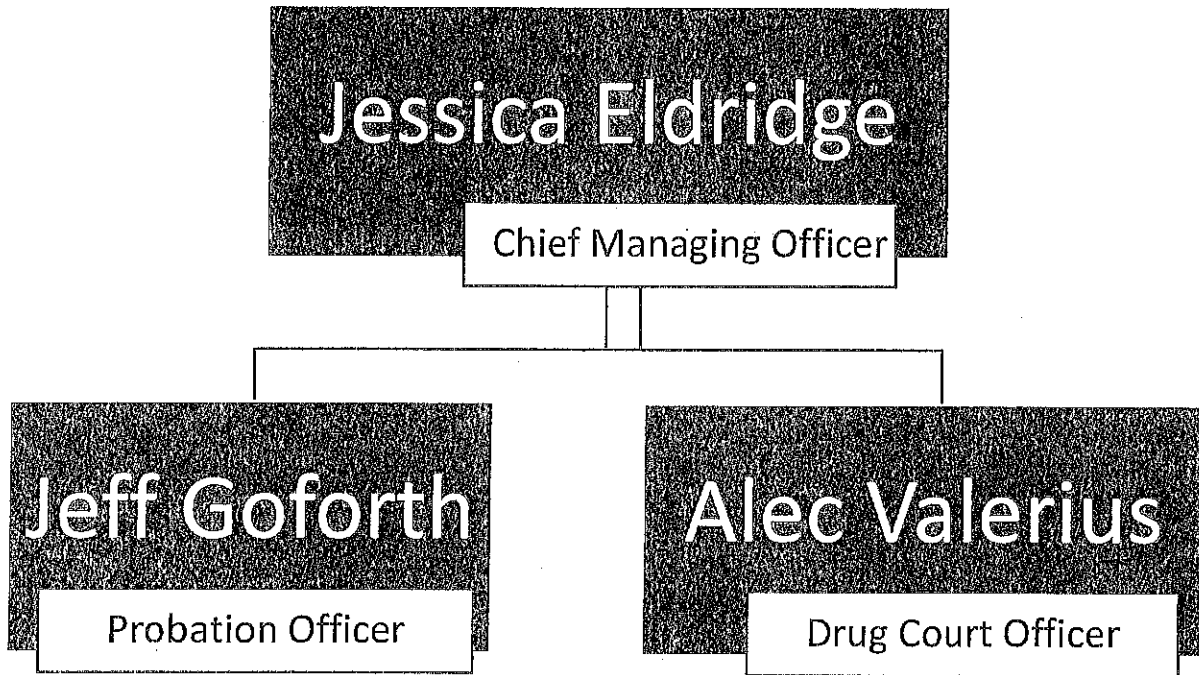 Jessica Eldridge
Chief Managing Officer
Jeff Goforth
Probation Officer
Alec Valerius
Drug Court Officer